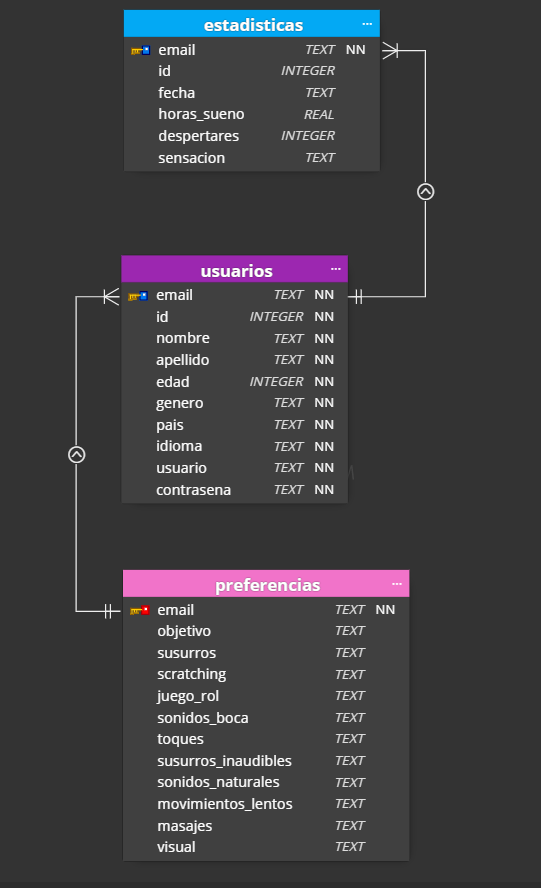 estadisticas ...
email TEXT NN
id INTEGER
fecha TEXT
horas_sueno REAL
despertares INTEGER
sensacion TEXT
usuarios ...
email TEXT NN
id INTEGER NN
nombre TEXT NN
apellido TEXT NN
edad INTEGER NN
genero TEXT NN
pais TEXT NN
idioma TEXT NN
usuario TEXT NN
contrasena TEXT NN
preferencias ...
email TEXT NN
objetivo TEXT
susurros TEXT
scratching TEXT
juego_rol TEXT
sonidos_boca TEXT
toques TEXT
susurros_inaudibles TEXT
sonidos_naturales TEXT
movimientos_lentos TEXT
masajes TEXT
visual TEXT